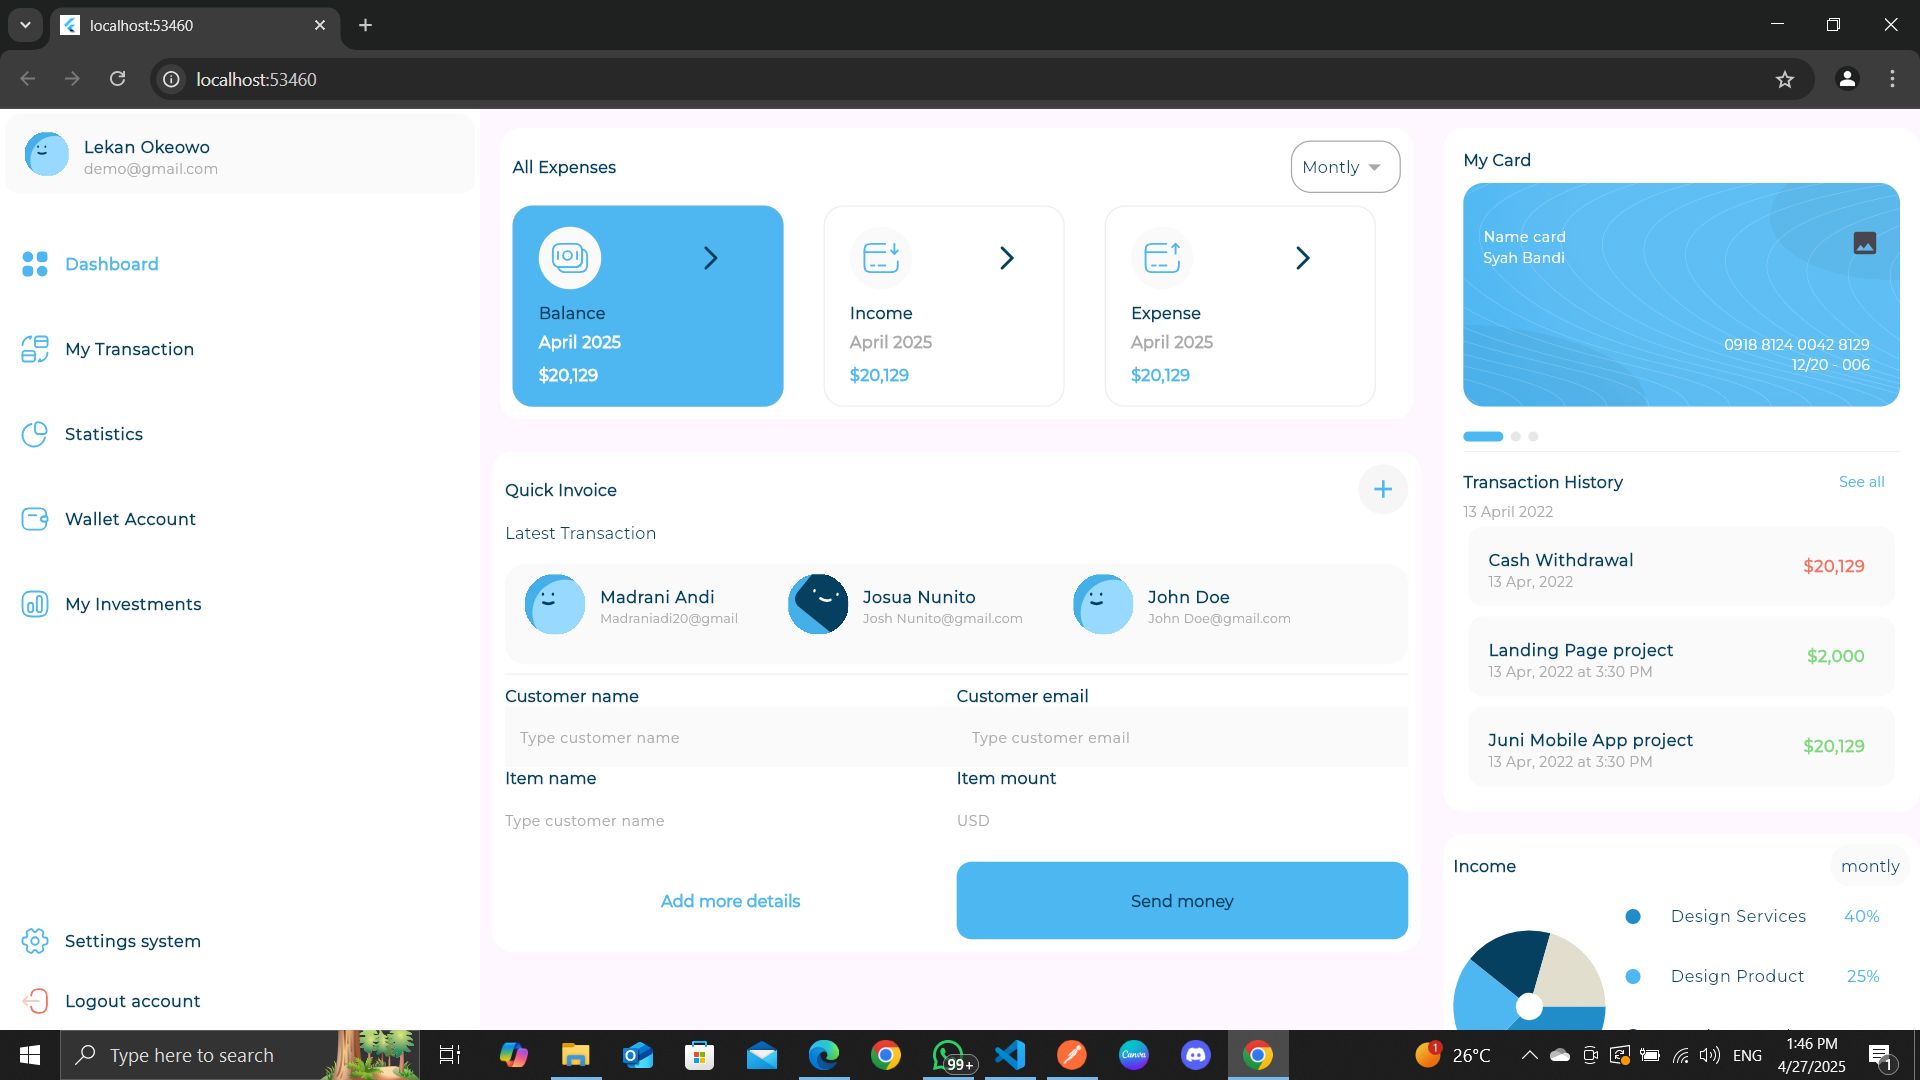 localhost:53460
localhost:53460
Lekan Okeowo
demo@gmail.com
Dashboard
My Transaction
Statistics
Wallet Account
My Investments
Settings system
Logout account
All Expenses
Montly
Balance
April 2025
$20,129
Income
April 2025
$20,129
Expense
April 2025
$20,129
Quick Invoice
Latest Transaction
Madrani Andi
Madraniadi20@gmail
Josua Nunito
Josh Nunito@gmail.com
John Doe
John Doe@gmail.com
Customer name
Customer email
Type customer name
Type customer email
Item name
Item mount
Type customer name
USD
Add more details
Send money
My Card
Name card
Syah Bandi
0918 8124 0042 8129
12/20 - 006
Transaction History
See all
13 April 2022
Cash Withdrawal
13 Apr, 2022
$20,129
Landing Page project
13 Apr, 2022 at 3:30 PM
$2,000
Juni Mobile App project
13 Apr, 2022 at 3:30 PM
$20,129
Income
montly
Design Services 40%
Design Product 25%
Type here to search
Canva
99+
1
26°C
ENG
1:46 PM
4/27/2025
1